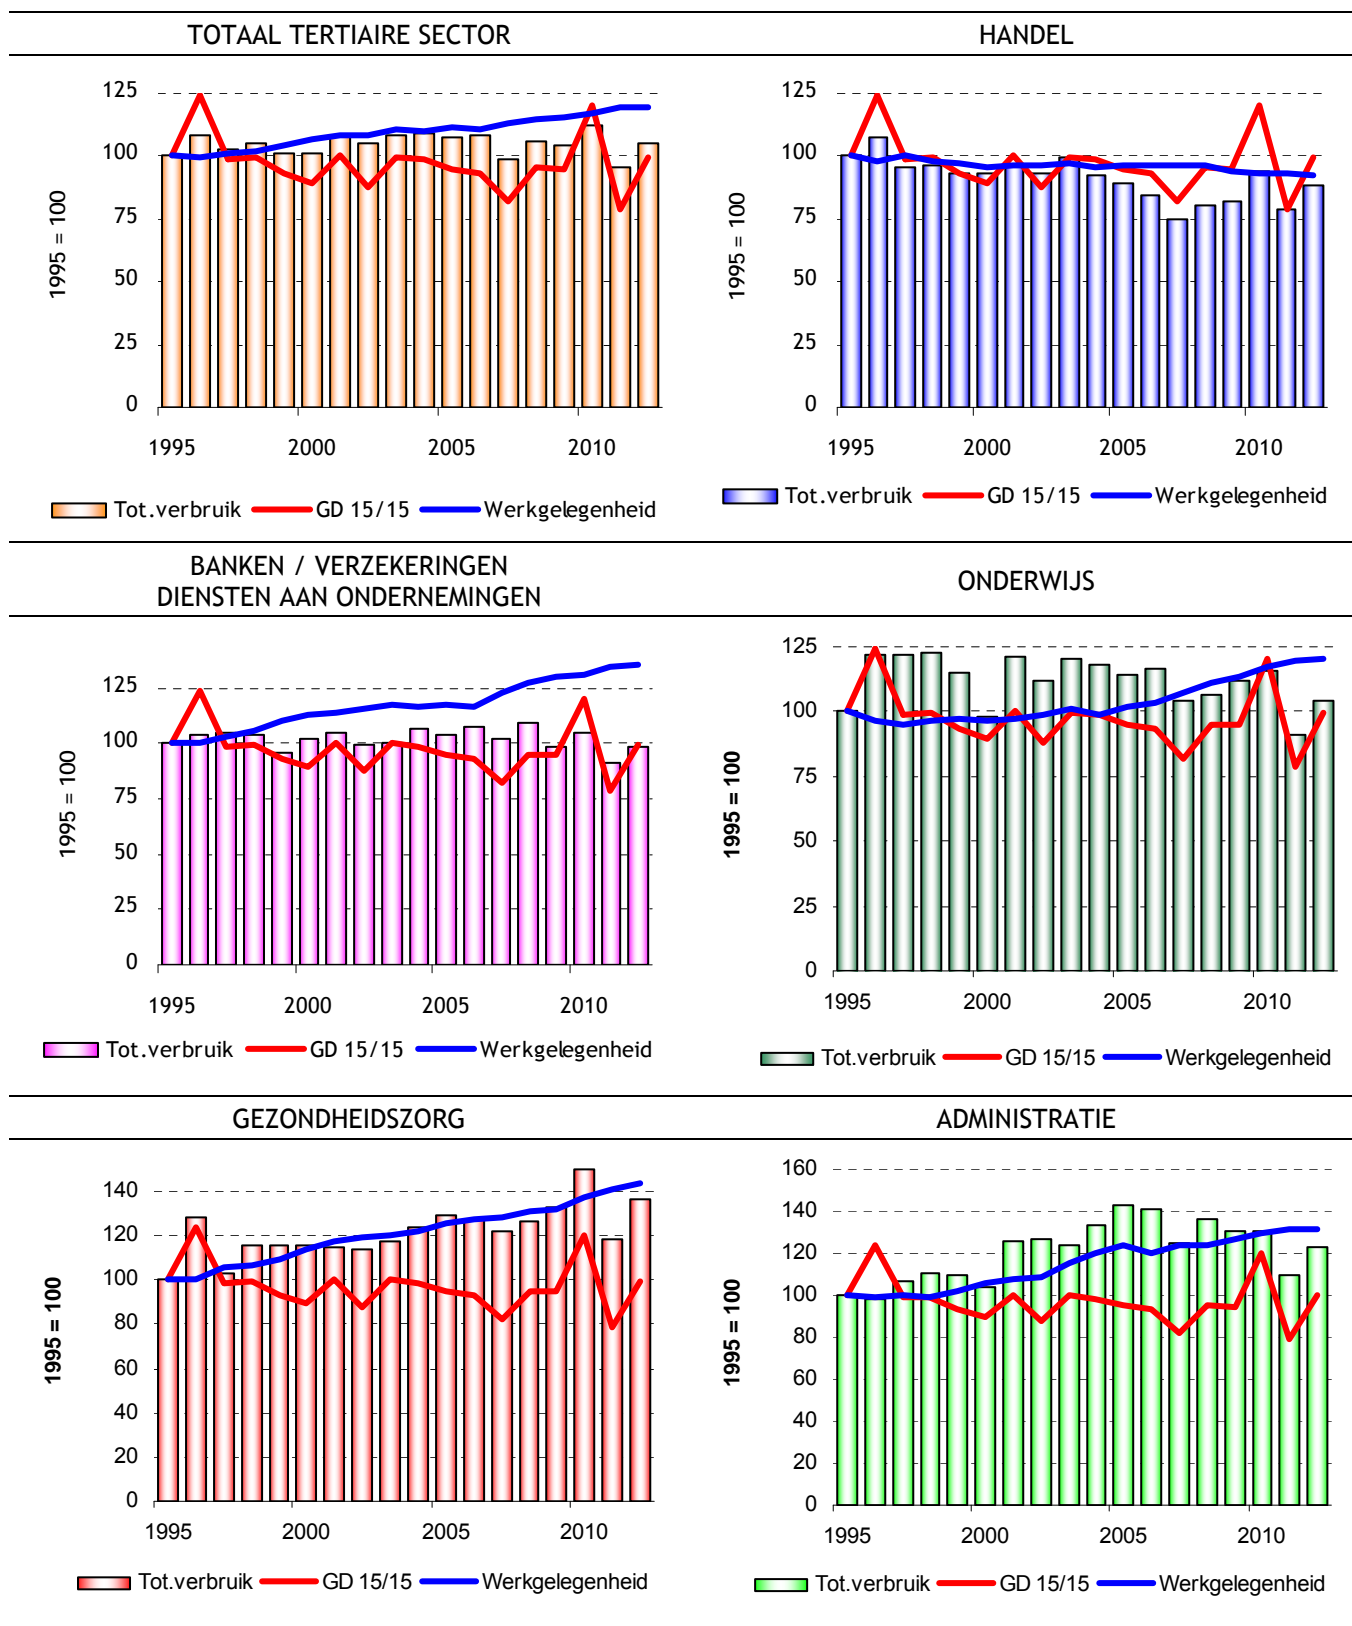 TOTAAL TERTIAIRE SECTOR
125
100
75
50
25
0
1995 = 100
1995 2000 2005 2010
Tot.verbruik GD 15/15 Werkgelegenheid
HANDEL
125
100
75
50
25
0
1995 = 100
1995 2000 2005 2010
Tot.verbruik GD 15/15 Werkgelegenheid
BANKEN / VERZEKERINGEN
DIENSTEN AAN ONDERNEMINGEN
125
100
75
50
25
0
1995 = 100
1995 2000 2005 2010
Tot.verbruik GD 15/15 Werkgelegenheid
ONDERWIJS
125
100
75
50
25
0
1995 = 100
1995 2000 2005 2010
Tot.verbruik GD 15/15 Werkgelegenheid
GEZONDHEIDSZORG
140
120
100
80
60
40
20
0
1995 = 100
1995 2000 2005 2010
Tot.verbruik GD 15/15 Werkgelegenheid
ADMINISTRATIE
160
140
120
100
80
60
40
20
0
1995 = 100
1995 2000 2005 2010
Tot.verbruik GD 15/15 Werkgelegenheid